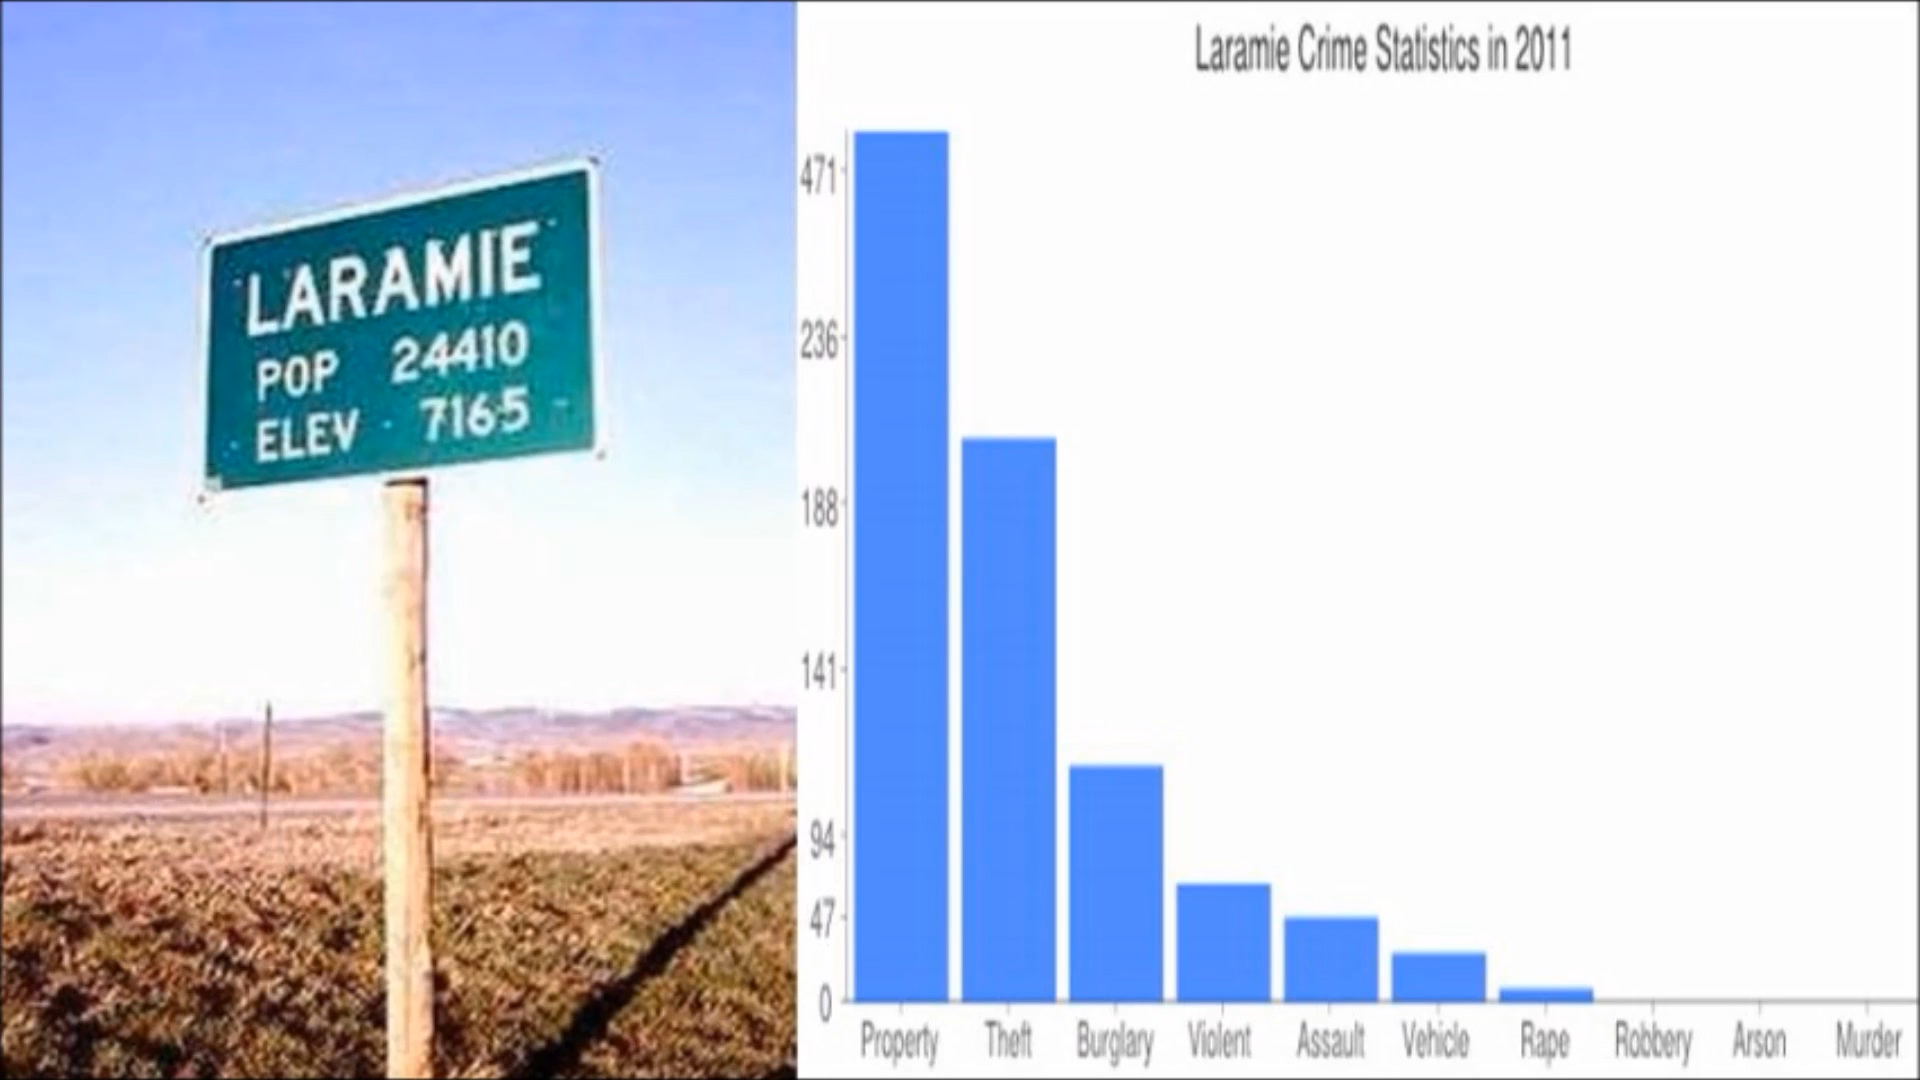 LARAMIE
POP 24410
ELEV 7165
Laramie Crime Statistics in 2011
471
236
188
141
94
47
0
Property Theft Burglary Violent Assault Vehicle Rape Robbery Arson Murder